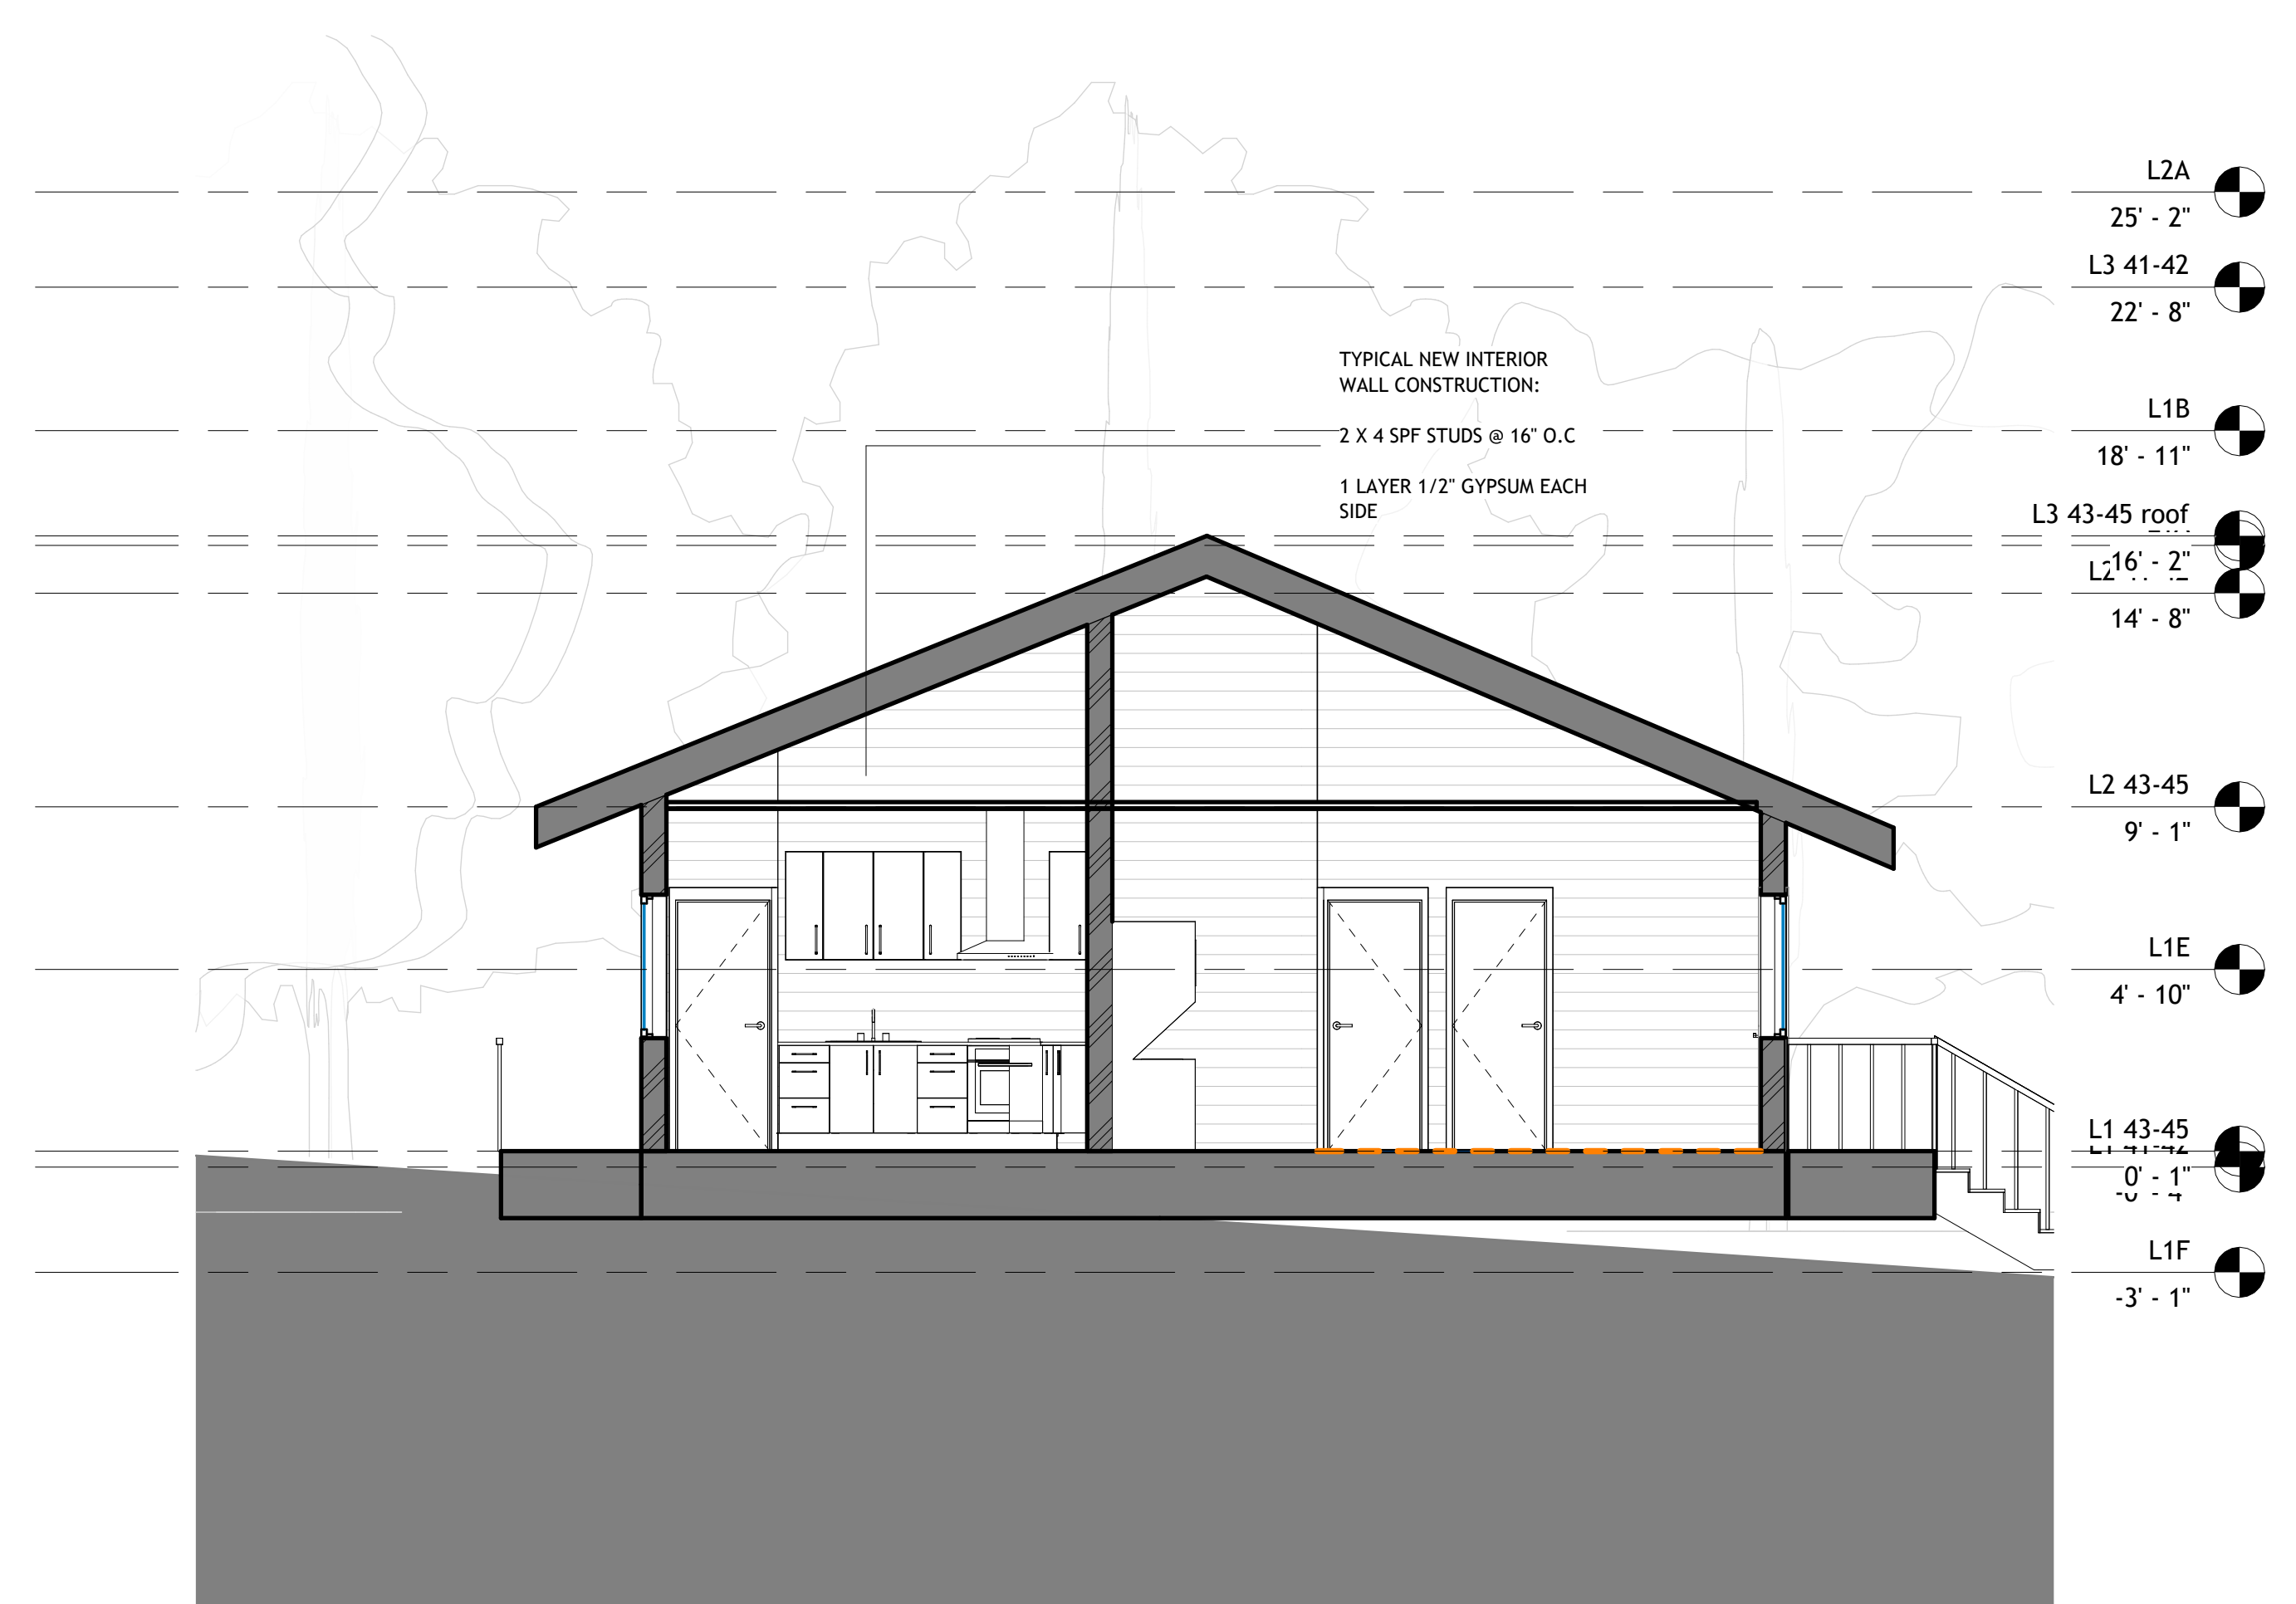 L2A
25' - 2"
L3 41-42
22' - 8"
TYPICAL NEW INTERIOR
WALL CONSTRUCTION:
2 X 4 SPF STUDS @ 16" O.C
1 LAYER 1/2" GYPSUM EACH
SIDE
L1B
18' - 11"
L3 43-45 roof
16' - 2"
14' - 8"
L2 43-45
9' - 1"
L1E
4' - 10"
L1 43-45
0' - 1"
L1F
-3' - 1"